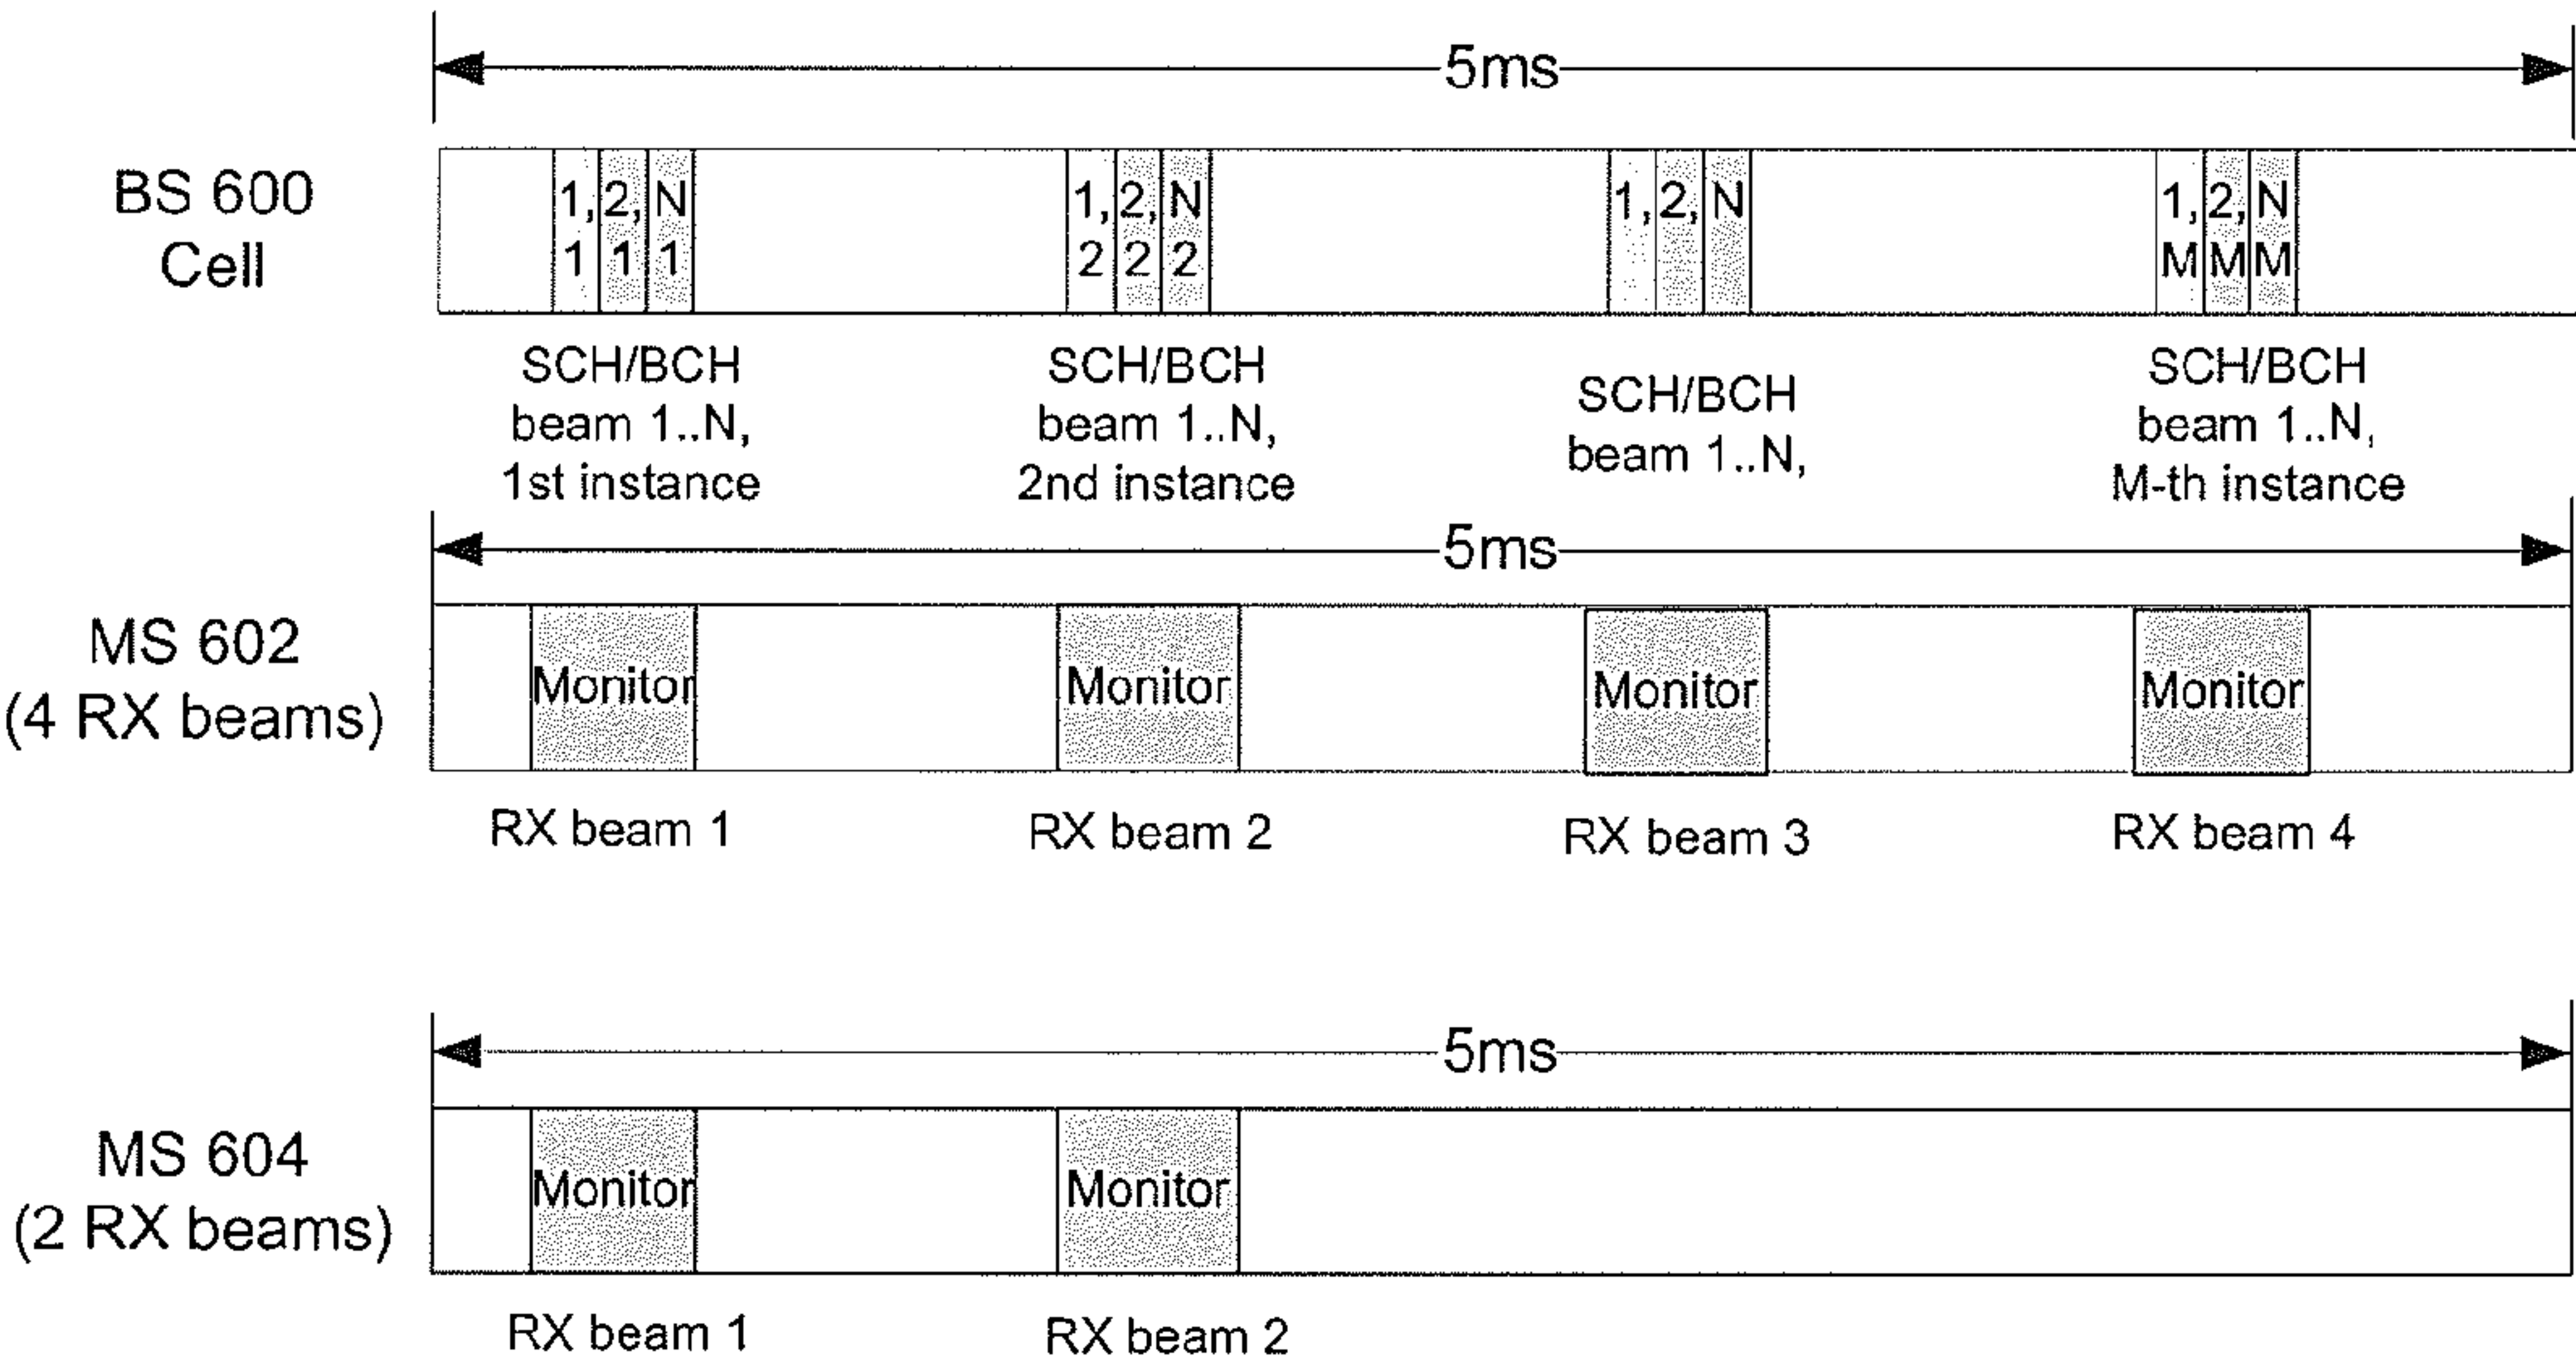 5ms
BS 600
Cell
1, 2, N
1 1 1
1, 2, N
2 2 2
1, 2, N
1, 2, N
M M M
SCH/BCH
beam 1..N,
1st instance
SCH/BCH
beam 1..N,
2nd instance
SCH/BCH
beam 1..N,
SCH/BCH
beam 1..N,
M-th instance
5ms
MS 602
(4 RX beams)
Monitor
Monitor
Monitor
Monitor
RX beam 1
RX beam 2
RX beam 3
RX beam 4
5ms
MS 604
(2 RX beams)
Monitor
Monitor
RX beam 1
RX beam 2